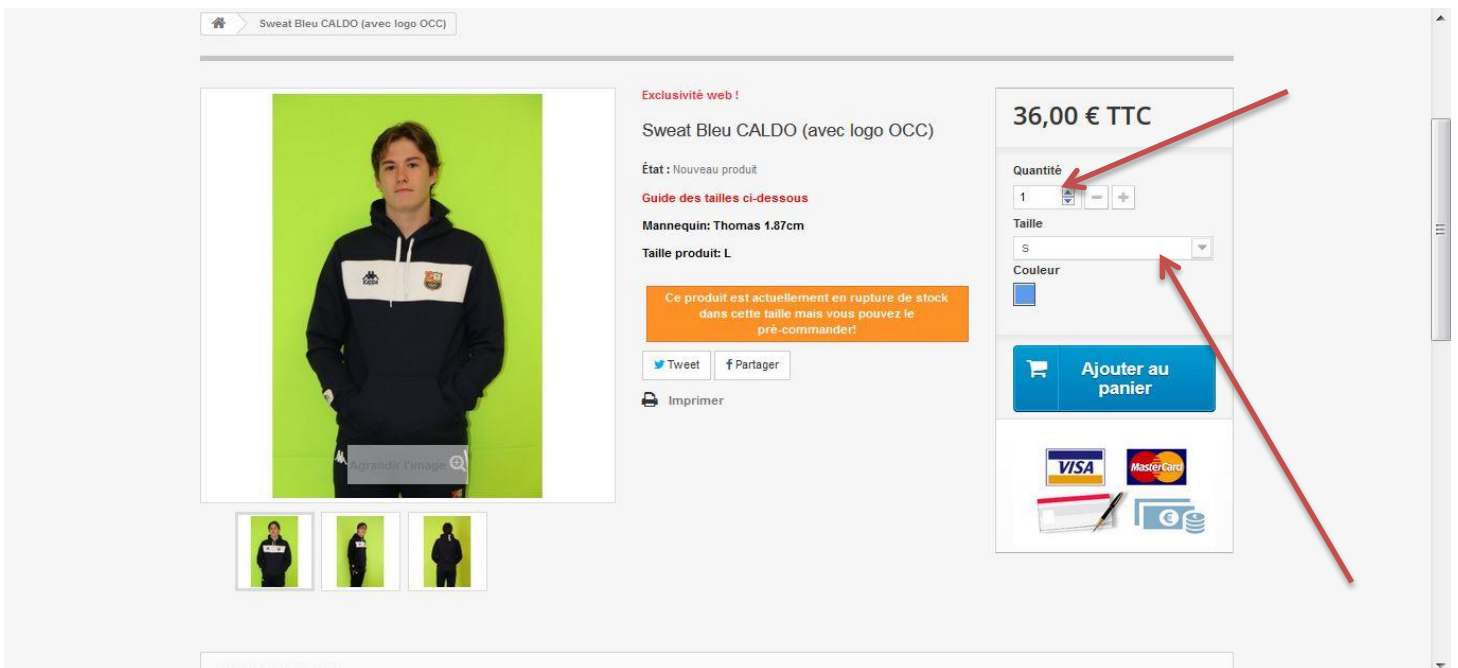 Sweat Bleu CALDO (avec logo OCC)
Exclusivité web !
Sweat Bleu CALDO (avec logo OCC)
État : Nouveau produit
Guide des tailles ci-dessous
Mannequin: Thomas 1.87cm
Taille produit: L
Ce produit est actuellement en rupture de stock
dans cette taille mais vous pouvez le
pré-commander!
Tweet
Partager
Imprimer
Kappa
Agrandir l'image
36,00 € TTC
Quantité
1
Taille
S
Couleur
Ajouter au
panier
VISA
MasterCard